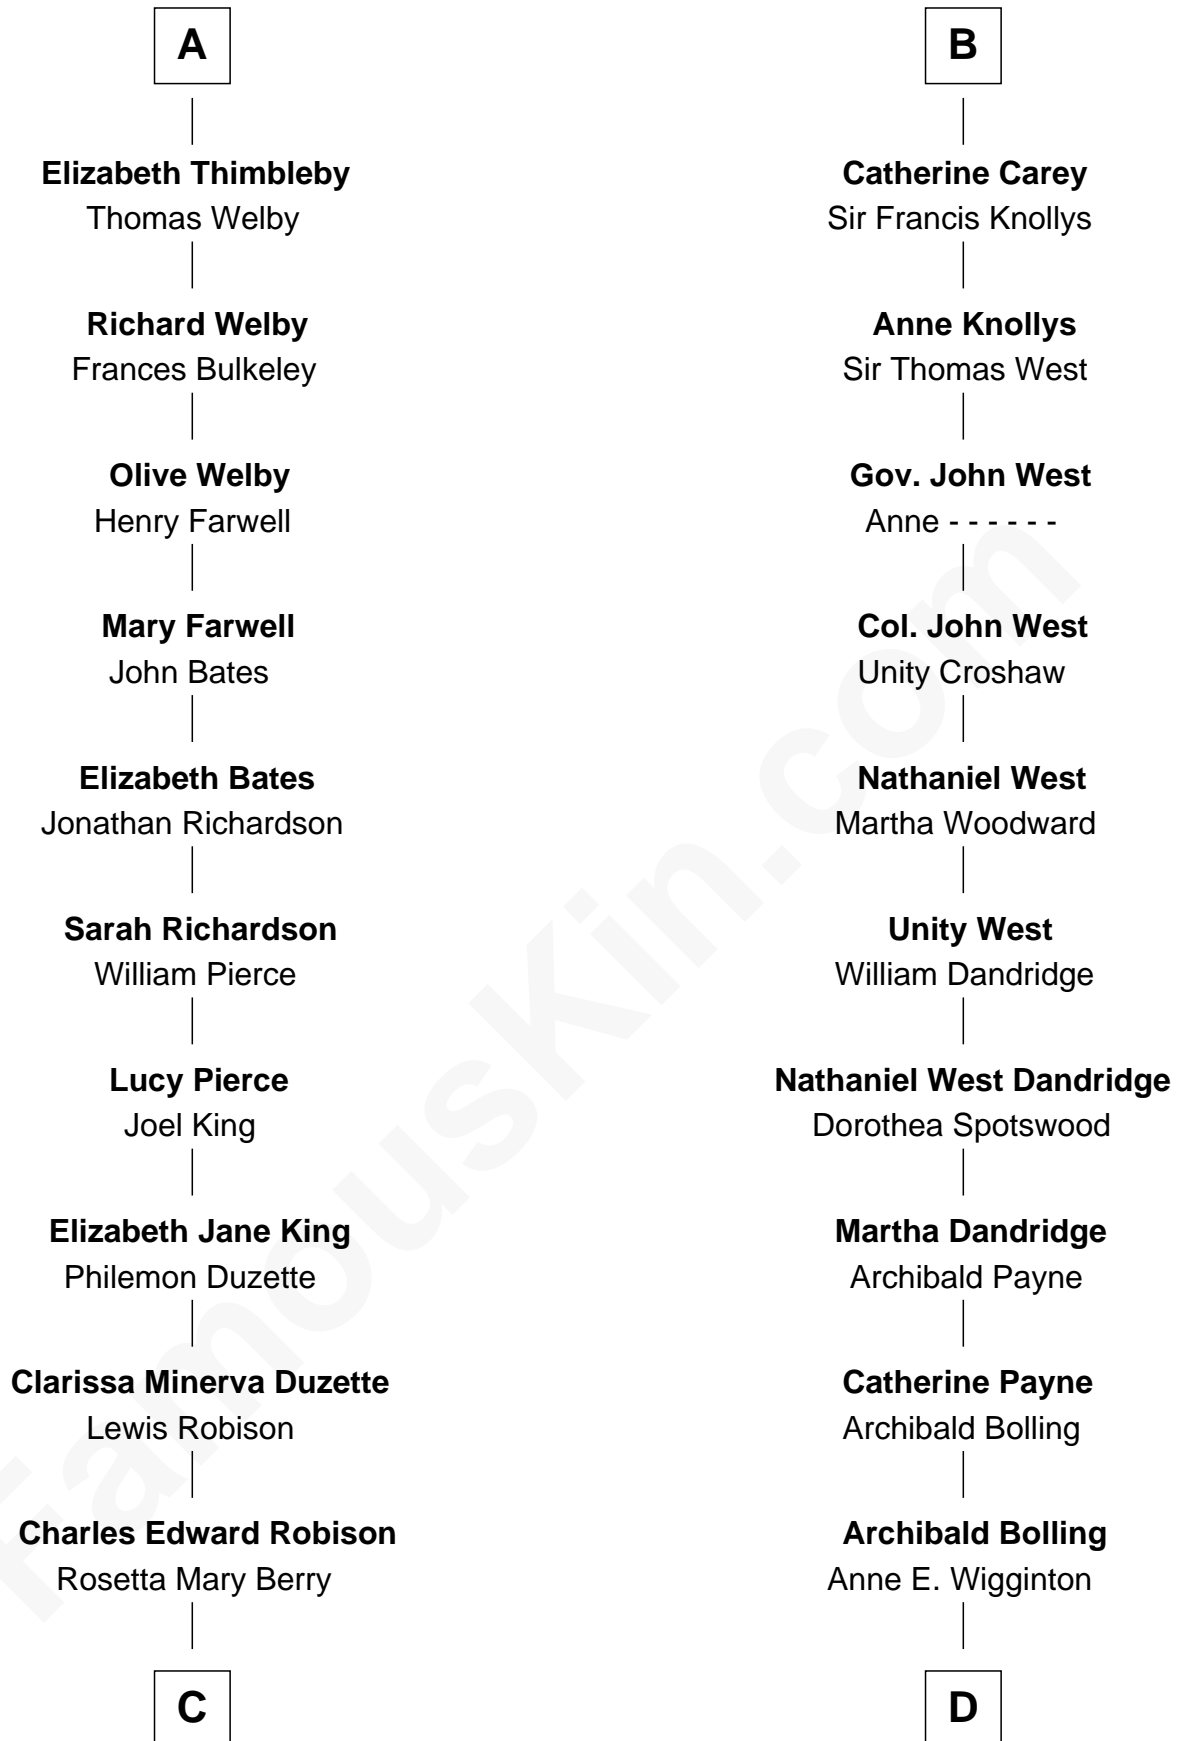 A
Elizabeth Thimbleby
Thomas Welby
Richard Welby
Frances Bulkeley
Olive Welby
Henry Farwell
Mary Farwell
John Bates
Elizabeth Bates
Jonathan Richardson
Sarah Richardson
William Pierce
Lucy Pierce
Joel King
Elizabeth Jane King
Philemon Duzette
Clarissa Minerva Duzette
Lewis Robison
Charles Edward Robison
Rosetta Mary Berry
C
B
Catherine Carey
Sir Francis Knollys
Anne Knollys
Sir Thomas West
Gov. John West
Anne - - - - - -
Col. John West
Unity Croshaw
Nathaniel West
Martha Woodward
Unity West
William Dandridge
Nathaniel West Dandridge
Dorothea Spotswood
Martha Dandridge
Archibald Payne
Catherine Payne
Archibald Bolling
Archibald Bolling
Anne E. Wigginton
D
FamousKin.com